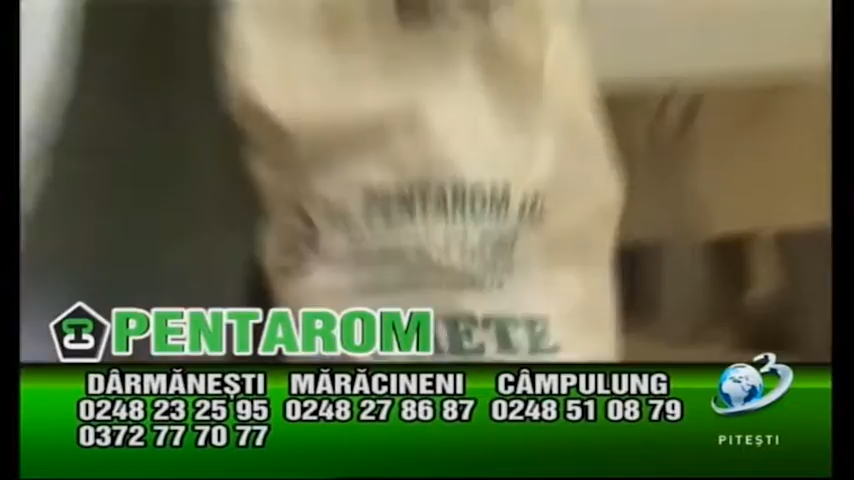 PENTAROM
PENTAROM
DÂRMĂNEȘTI MĂRĂCINENI CÂMPULUNG
0248 23 25 95 0248 27 86 87 0248 51 08 79
0372 77 70 77
3
PITEȘTI